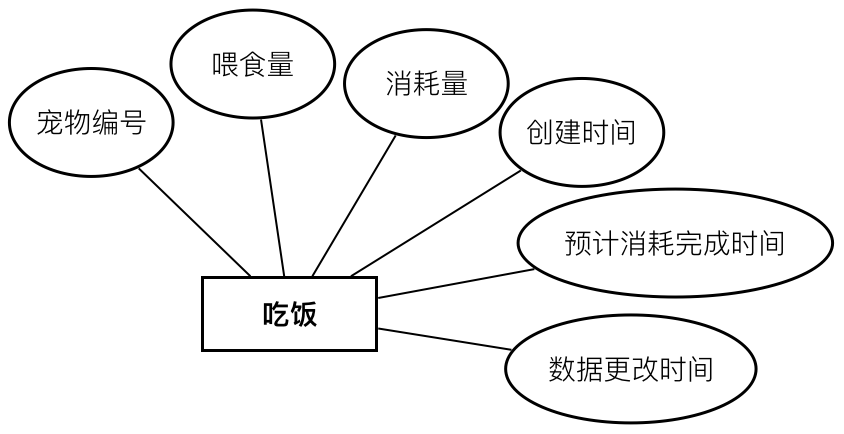 宠物编号
喂食量
消耗量
创建时间
预计消耗完成时间
吃饭
数据更改时间